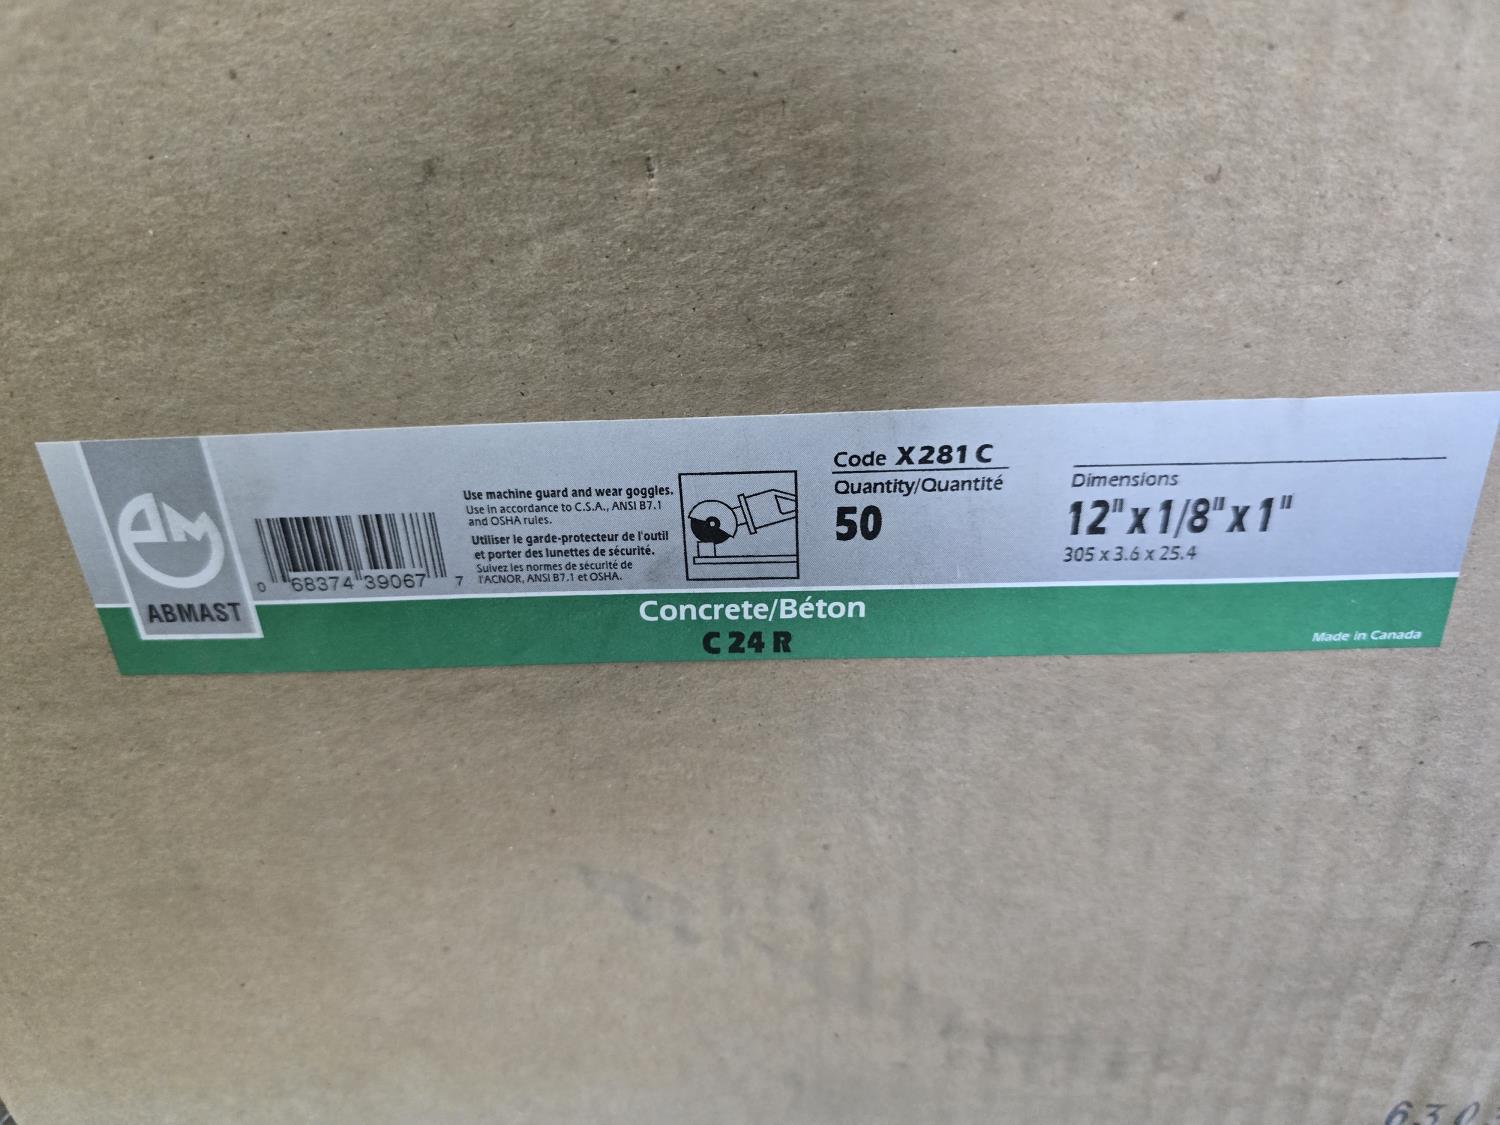 AM
ABMAST
0 68374 39067 7
Use machine guard and wear goggles.
Use in accordance to C.S.A., ANSI B7.1
and OSHA rules.
Utiliser le garde-protecteur de l'outil
et porter des lunettes de sécurité.
Suivez les normes de sécurité de
l'ACNOR, ANSI B7.1 et OSHA.
Code X281 C
Quantity/Quantité
50
Dimensions
12" x 1/8" x 1"
305 x 3.6 x 25.4
Concrete/Béton
C 24 R
Made in Canada